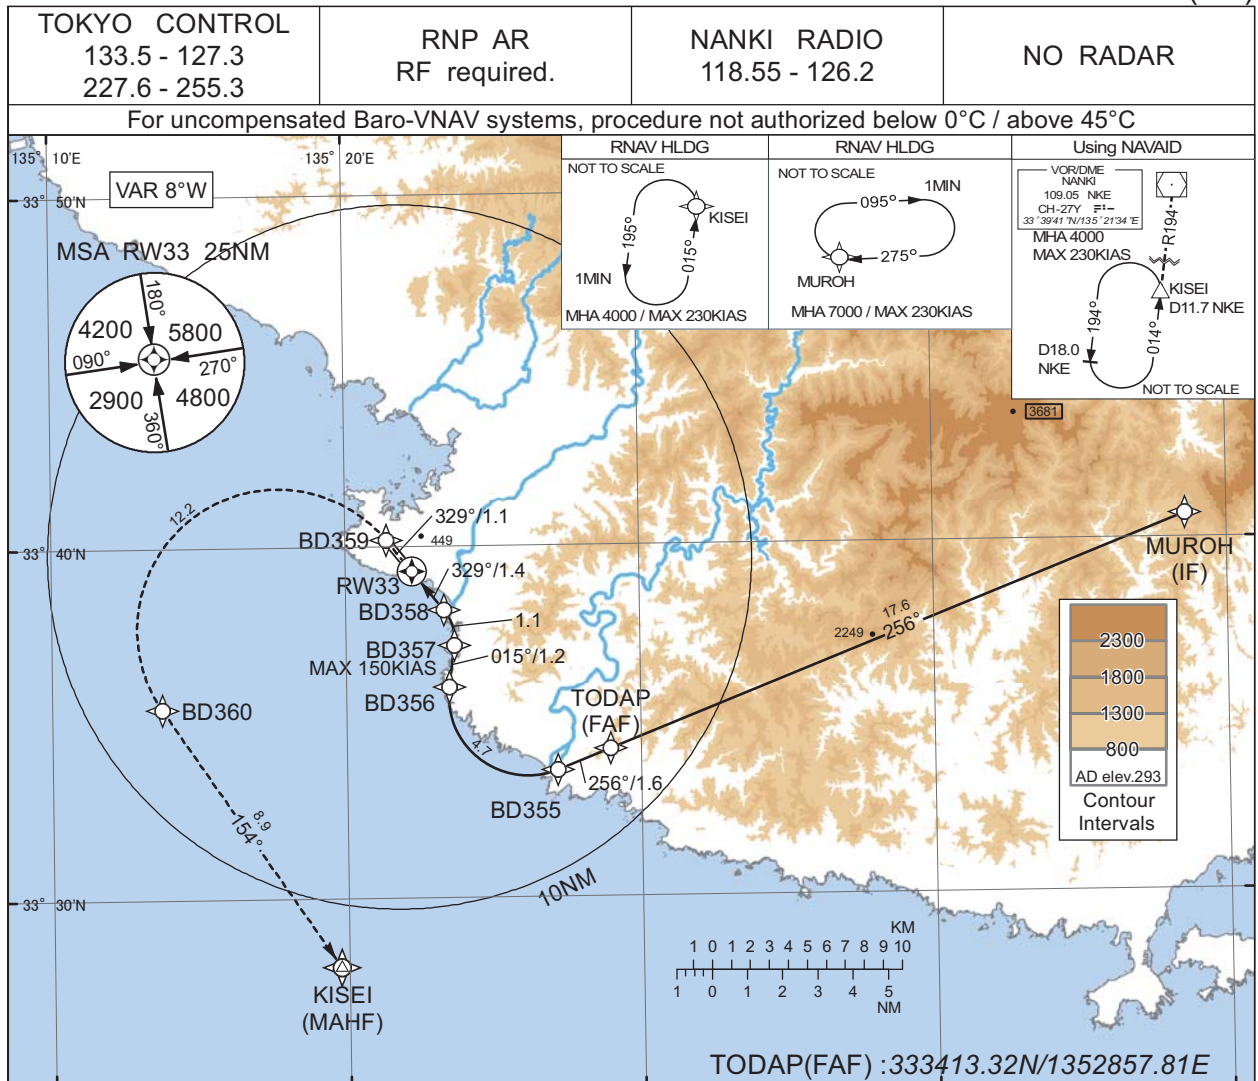 TOKYO CONTROL
133.5 - 127.3
227.6 - 255.3
RNP AR
RF required.
NANKI RADIO
118.55 - 126.2
NO RADAR
For uncompensated Baro-VNAV systems, procedure not authorized below 0°C / above 45°C
135° 10'E
135° 20'E
33° 50'N
VAR 8°W
MSA RW33 25NM
180°
4200
5800
090°
270°
2900
4800
360°
RNAV HLDG
NOT TO SCALE
195°
015°
KISEI
1MIN
MHA 4000 / MAX 230KIAS
RNAV HLDG
NOT TO SCALE
1MIN
095°
275°
MUROH
MHA 7000 / MAX 230KIAS
Using NAVAID
VOR/DME
NANKI
109.05 NKE
CH-27Y
33°39'41"N/135°21'34"E
R194
MHA 4000
MAX 230KIAS
KISEI
D11.7 NKE
194°
014°
D18.0
NKE
NOT TO SCALE
3681
12.2
329°/1.1
BD359
449
33° 40'N
MUROH
(IF)
RW33
329°/1.4
BD358
17.6
256°
2249
1.1
BD357
MAX 150KIAS
015°/1.2
BD356
TODAP
(FAF)
BD360
4.7
256°/1.6
BD355
2300
1800
1300
800
AD elev.293
Contour
Intervals
8.9
154°
10NM
33° 30'N
KISEI
(MAHF)
KM
1 0 1 2 3 4 5 6 7 8 9 10
1 0 1 2 3 4 5
NM
TODAP(FAF) :333413.32N/1352857.81E